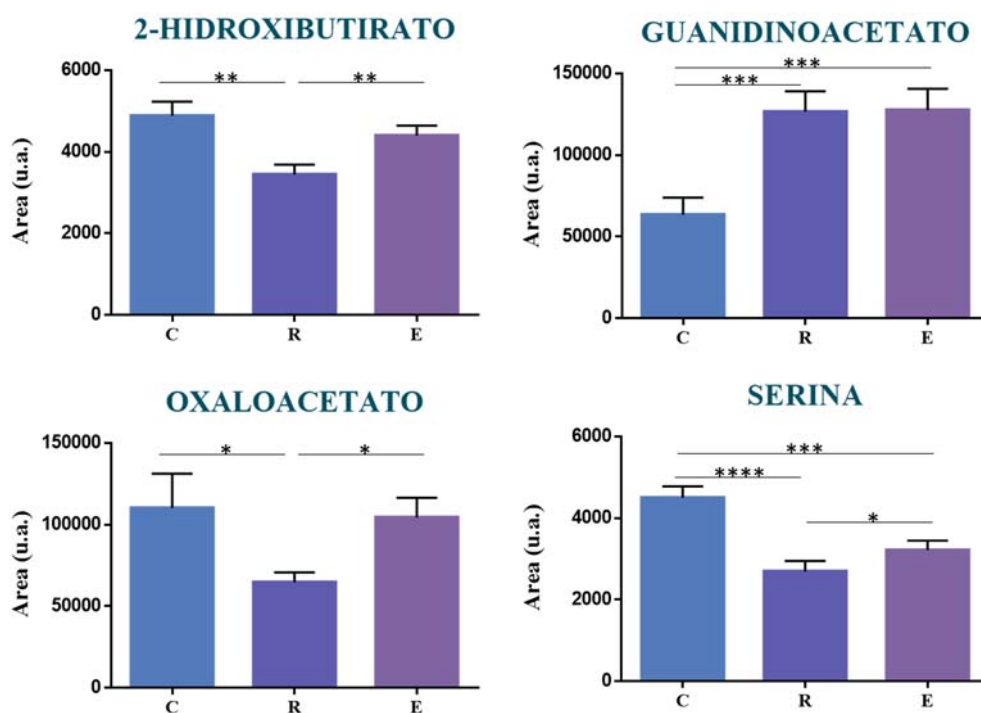 2-HIDROXIBUTIRATO
6000
4000
2000
0
Area (u.a.)
**
**
C R E
GUANIDINOACETATO
150000
100000
50000
0
Area (u.a.)
***
***
C R E
OXALOACETATO
150000
100000
50000
0
Area (u.a.)
*
*
C R E
SERINA
6000
4000
2000
0
Area (u.a.)
***
****
*
C R E